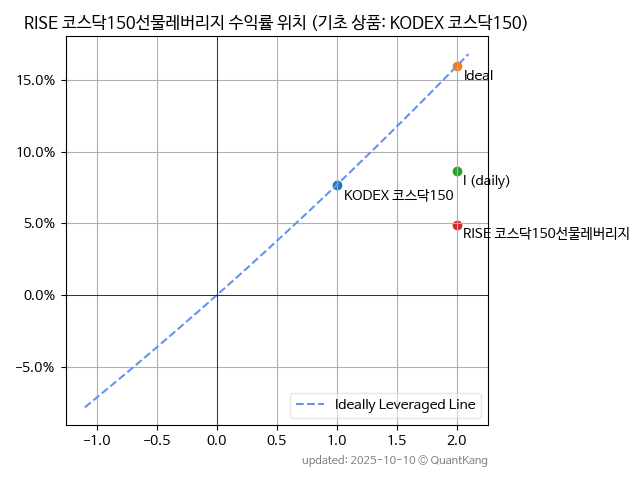 RISE 코스닥150선물레버리지 수익률 위치 (기초 상품: KODEX 코스닥150)
15.0%
10.0%
5.0%
0.0%
−5.0%
Ideal
l (daily)
KODEX 코스닥150
RISE 코스닥150선물레버리지
Ideally Leveraged Line
−1.0 −0.5 0.0 0.5 1.0 1.5 2.0
updated: 2025-10-10 © QuantKang